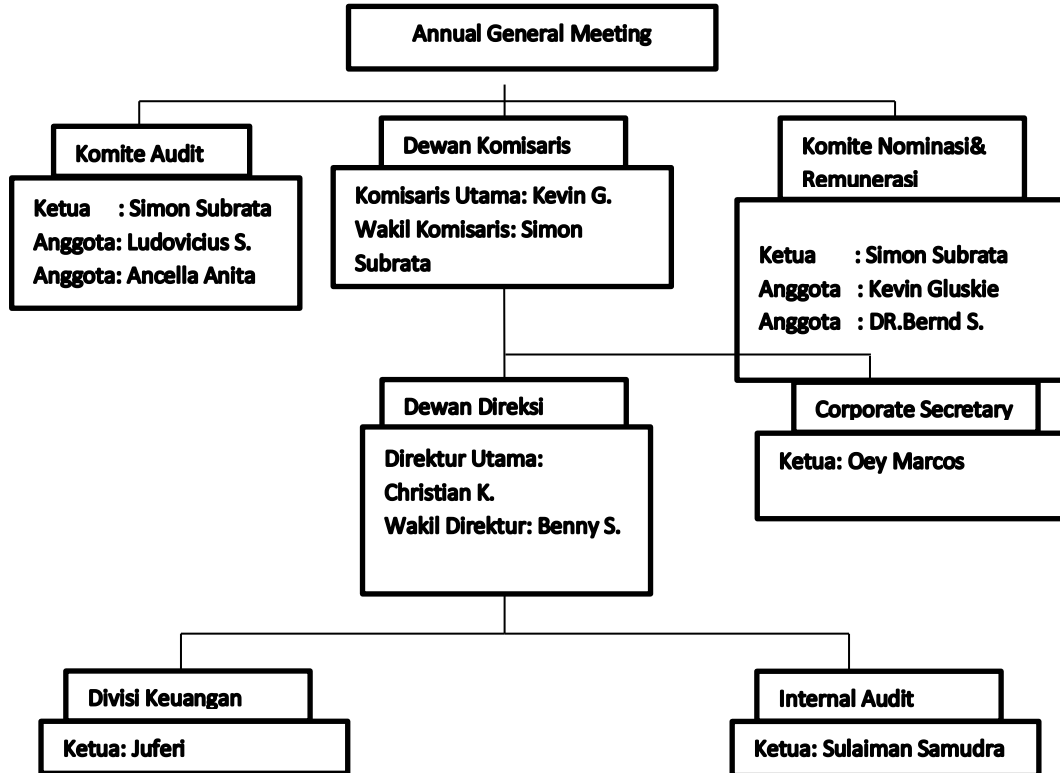 Annual General Meeting
Komite Audit
Ketua : Simon Subrata
Anggota: Ludovicius S.
Anggota: Ancella Anita
Dewan Komisaris
Komisaris Utama: Kevin G.
Wakil Komisaris: Simon
Subrata
Komite Nominasi&
Remunerasi
Ketua : Simon Subrata
Anggota : Kevin Gluskie
Anggota : DR.Bernd S.
Dewan Direksi
Direktur Utama:
Christian K.
Wakil Direktur: Benny S.
Corporate Secretary
Ketua: Oey Marcos
Divisi Keuangan
Ketua: Juferi
Internal Audit
Ketua: Sulaiman Samudra